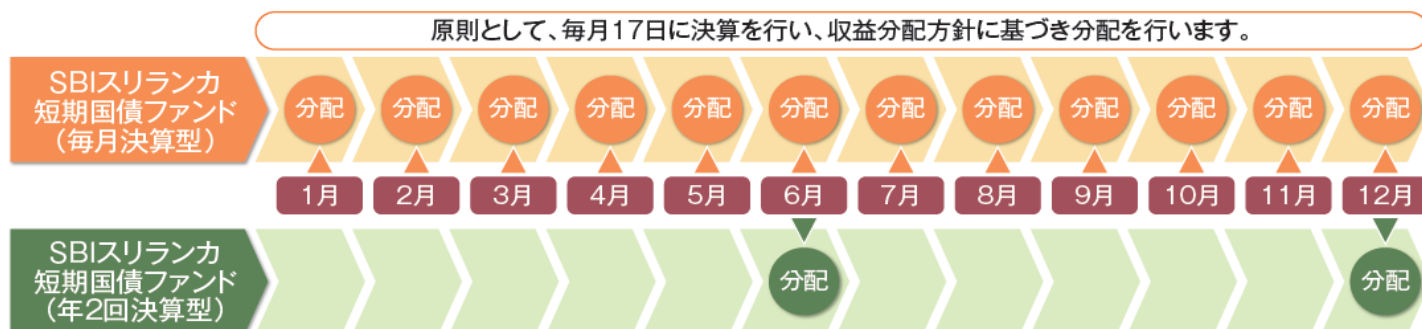 原則として、毎月17日に決算を行い、収益分配方針に基づき分配を行います。
SBIスリランカ
短期国債ファンド
（毎月決算型）
分配 分配 分配 分配 分配 分配 分配 分配 分配 分配 分配 分配
1月 2月 3月 4月 5月 6月 7月 8月 9月 10月 11月 12月
SBIスリランカ
短期国債ファンド
（年2回決算型）
分配 分配